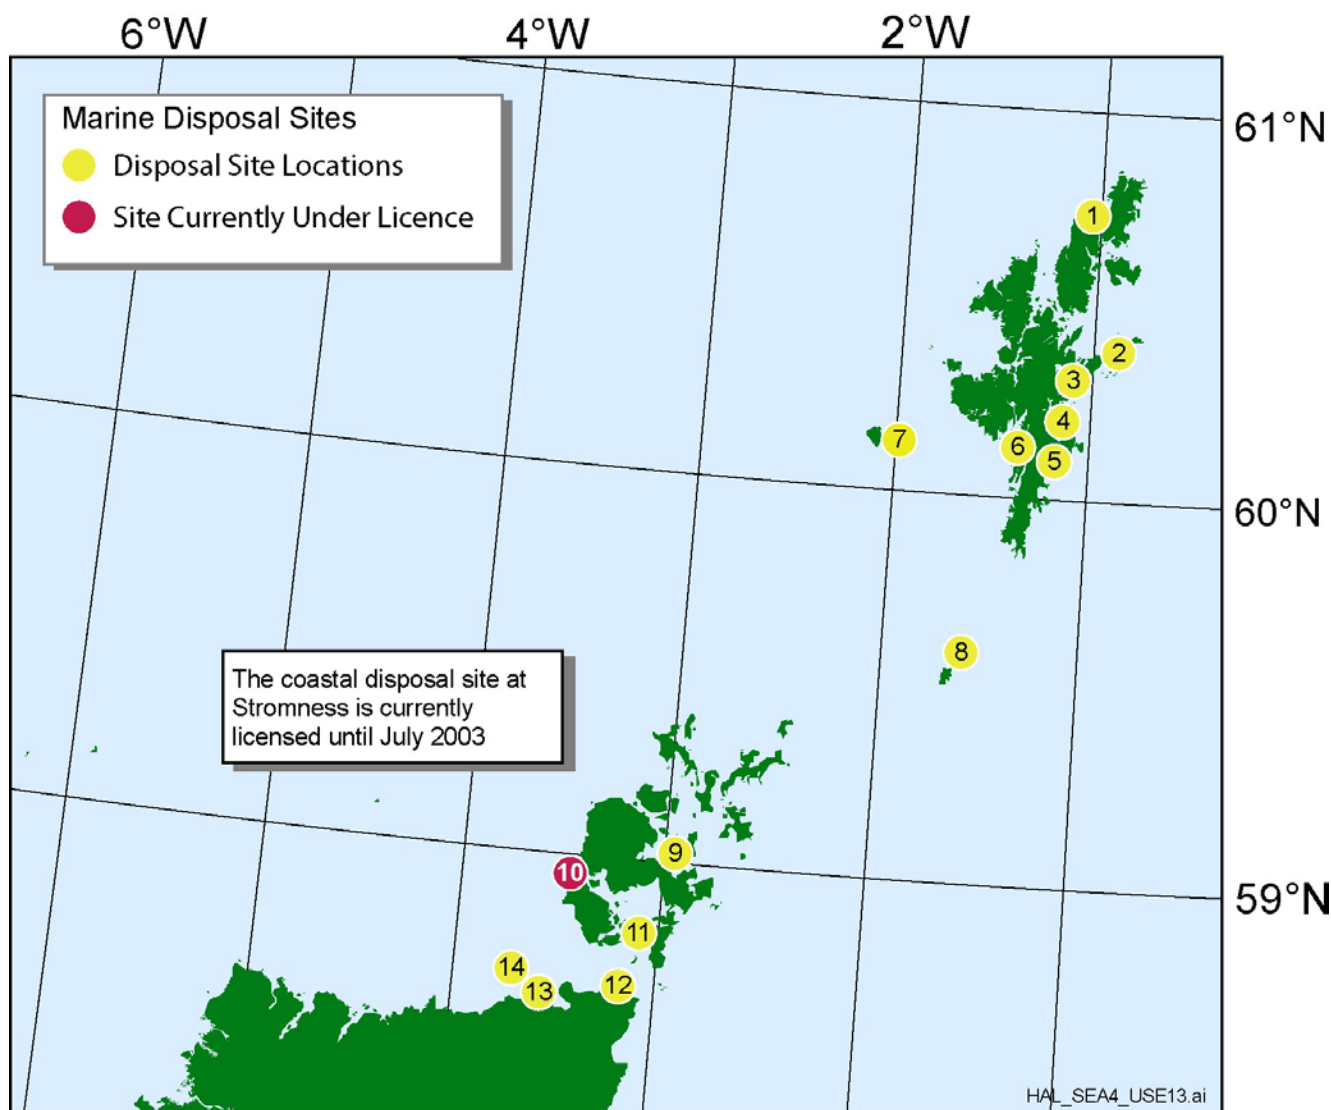 6°W
4°W
2°W
Marine Disposal Sites
Disposal Site Locations
Site Currently Under Licence
61°N
1
2
3
4
7
6
5
60°N
8
The coastal disposal site at
Stromness is currently
licensed until July 2003
9
10
59°N
11
14
13
12
HAL_SEA4_USE13.ai